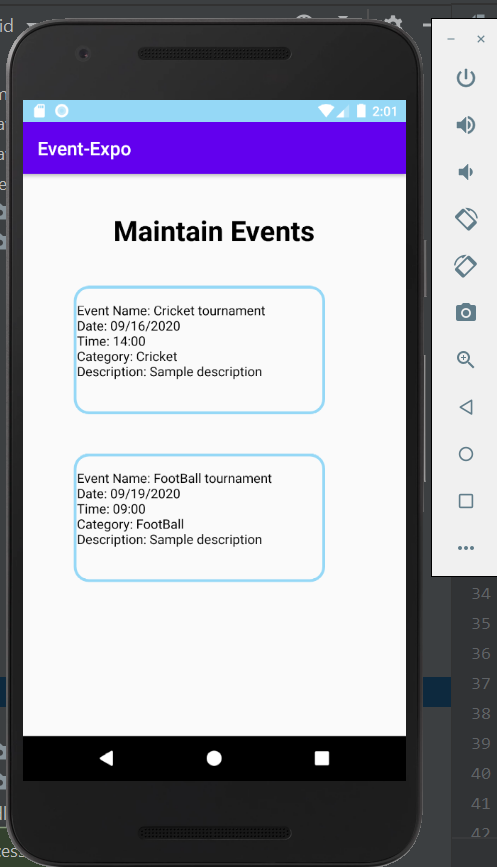 id
2:01
Event-Expo
Maintain Events
Event Name: Cricket tournament
Date: 09/16/2020
Time: 14:00
Category: Cricket
Description: Sample description
Event Name: FootBall tournament
Date: 09/19/2020
Time: 09:00
Category: FootBall
Description: Sample description
34
35
36
37
38
39
40
41
42
cess